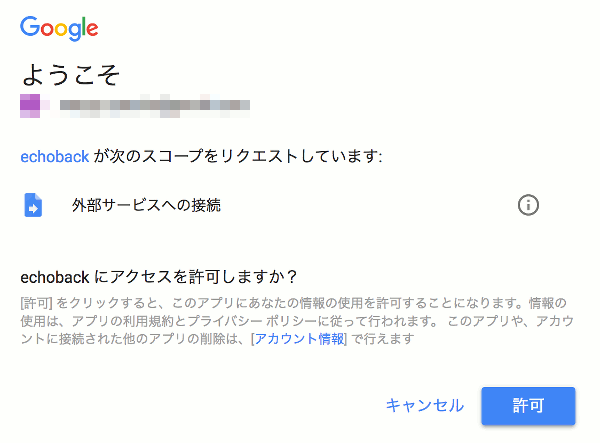 Google
ようこそ
echoback が次のスコープをリクエストしています:
外部サービスへの接続
echoback にアクセスを許可しますか？
[許可] をクリックすると、このアプリにあなたの情報の使用を許可することになります。情報の
使用は、アプリの利用規約とプライバシー ポリシーに従って行われます。 このアプリや、アカウ
ントに接続された他のアプリの削除は、[アカウント情報] で行えます
キャンセル
許可